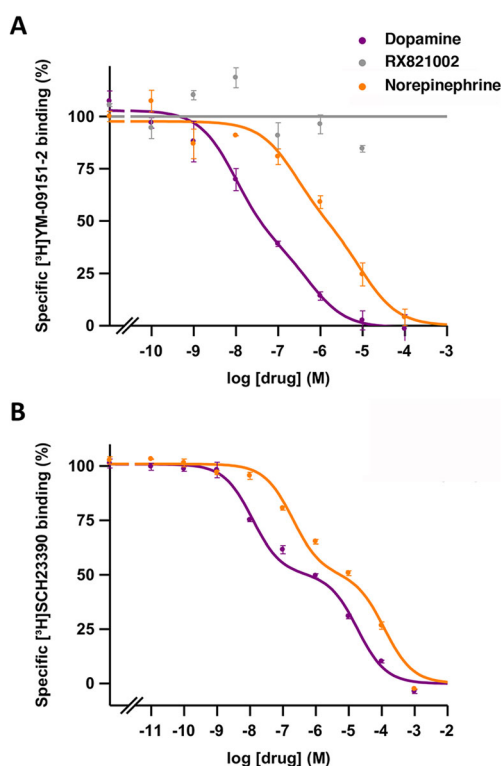 A
Dopamine
RX821002
Norepinephrine
Specific [³H]YM-09151-2 binding (%)
100
75
50
25
0
-10 -9 -8 -7 -6 -5 -4 -3
log [drug] (M)
B
Specific [³H]SCH23390 binding (%)
100
75
50
25
0
-11 -10 -9 -8 -7 -6 -5 -4 -3 -2
log [drug] (M)